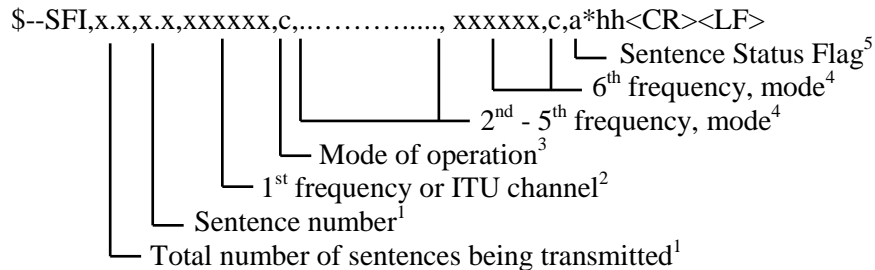 $--SFI,x.x,x.x,xxxxxx,c,..………….....,  xxxxxx,c,a*hh<CR><LF>
Sentence Status Flag⁵
6ᵗʰ frequency, mode⁴
2ⁿᵈ - 5ᵗʰ frequency, mode⁴
Mode of operation³
1ˢᵗ frequency or ITU channel²
Sentence number¹
Total number of sentences being transmitted¹